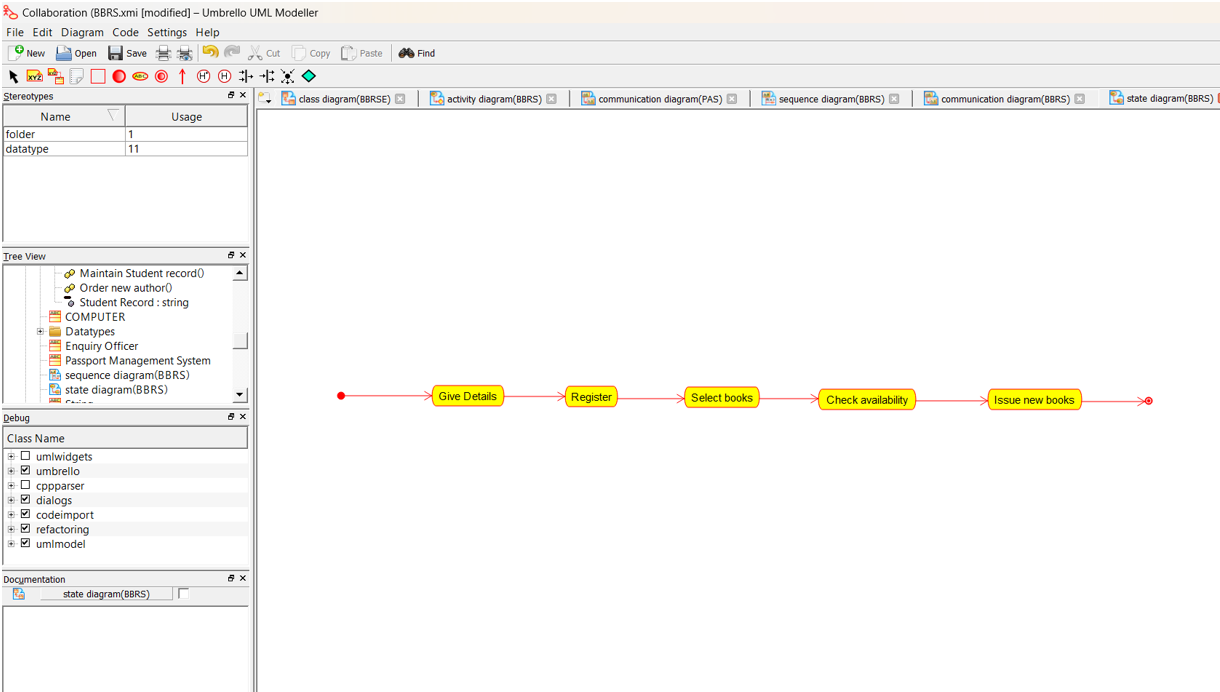 Collaboration (BBRS.xmi [modified] – Umbrello UML Modeller
File Edit Diagram Code Settings Help
New Open Save Cut Copy Paste Find
XYZ ABC H* H
Stereotypes
Name Usage
folder 1
datatype 11
class diagram(BBRSE) activity diagram(BBRS) communication diagram(PAS) sequence diagram(BBRS) communication diagram(BBRS) state diagram(BBRS)
Tree View
Maintain Student record()
Order new author()
Student Record : string
COMPUTER
Datatypes
Enquiry Officer
Passport Management System
sequence diagram(BBRS)
state diagram(BBRS)
Give Details Register Select books Check availability Issue new books
Debug
Class Name
umlwidgets
umbrello
cppparser
dialogs
codeimport
refactoring
umlmodel
Documentation
state diagram(BBRS)